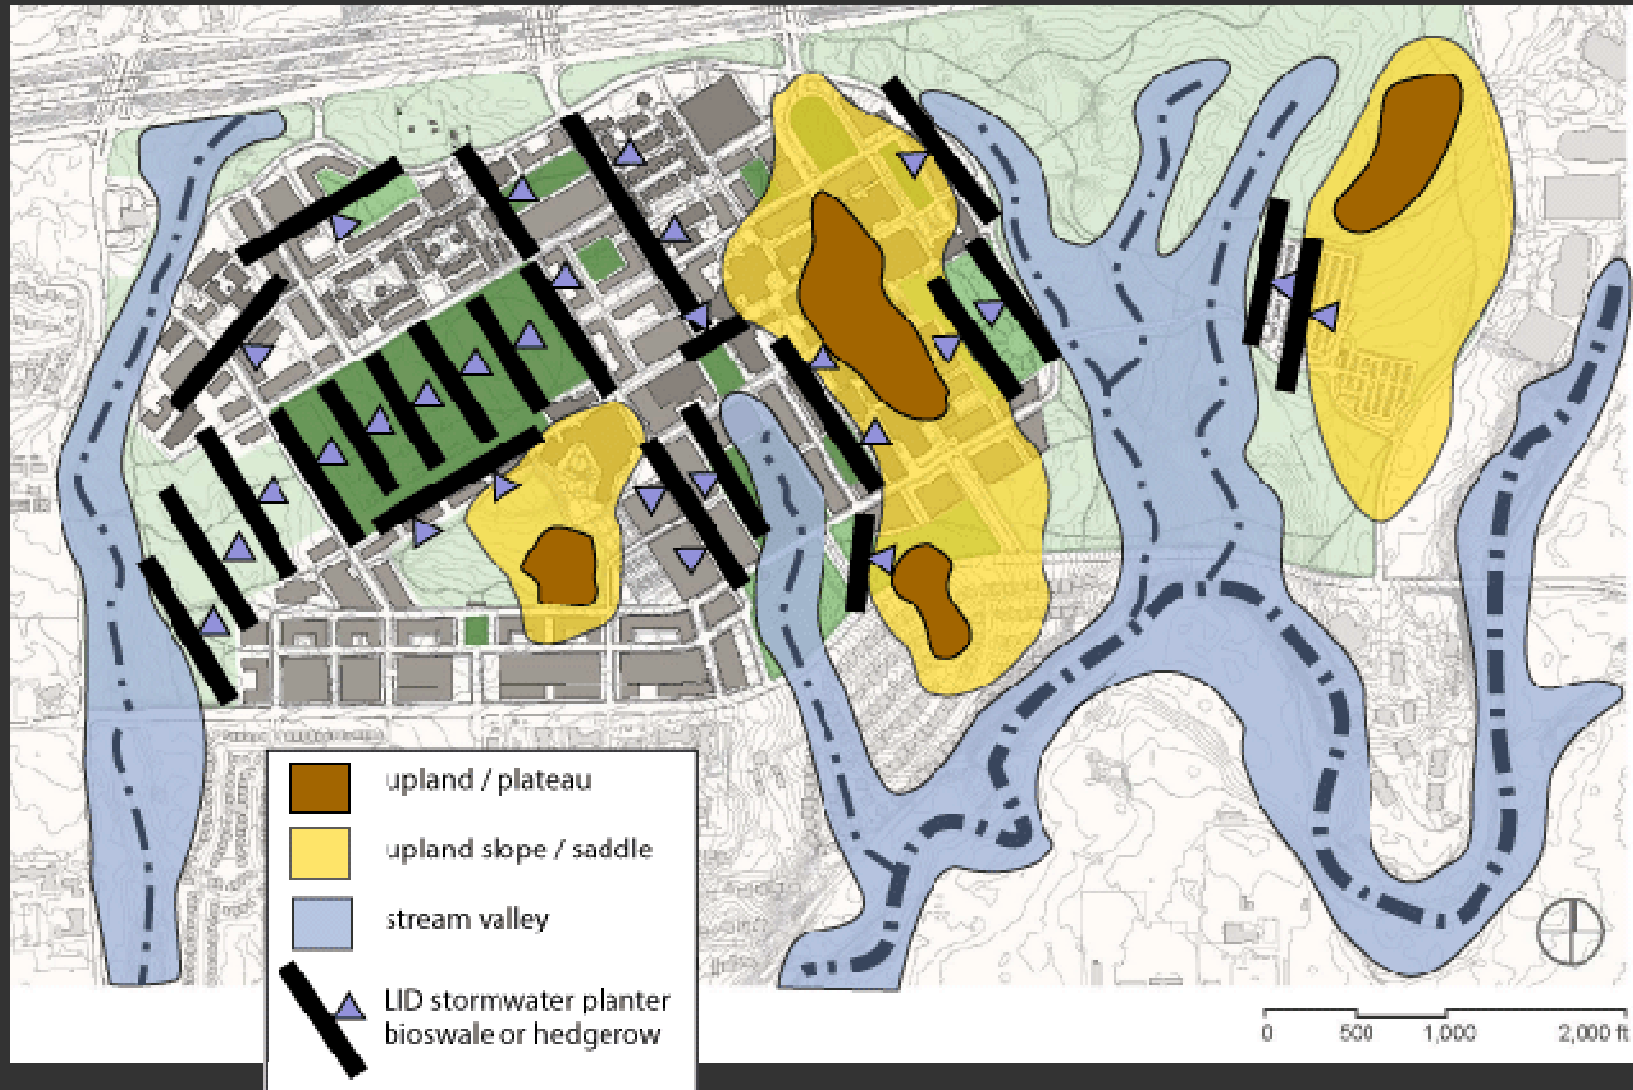 upland / plateau
upland slope / saddle
stream valley
LID stormwater planter
bioswale or hedgerow
0 500 1,000 2,000 ft